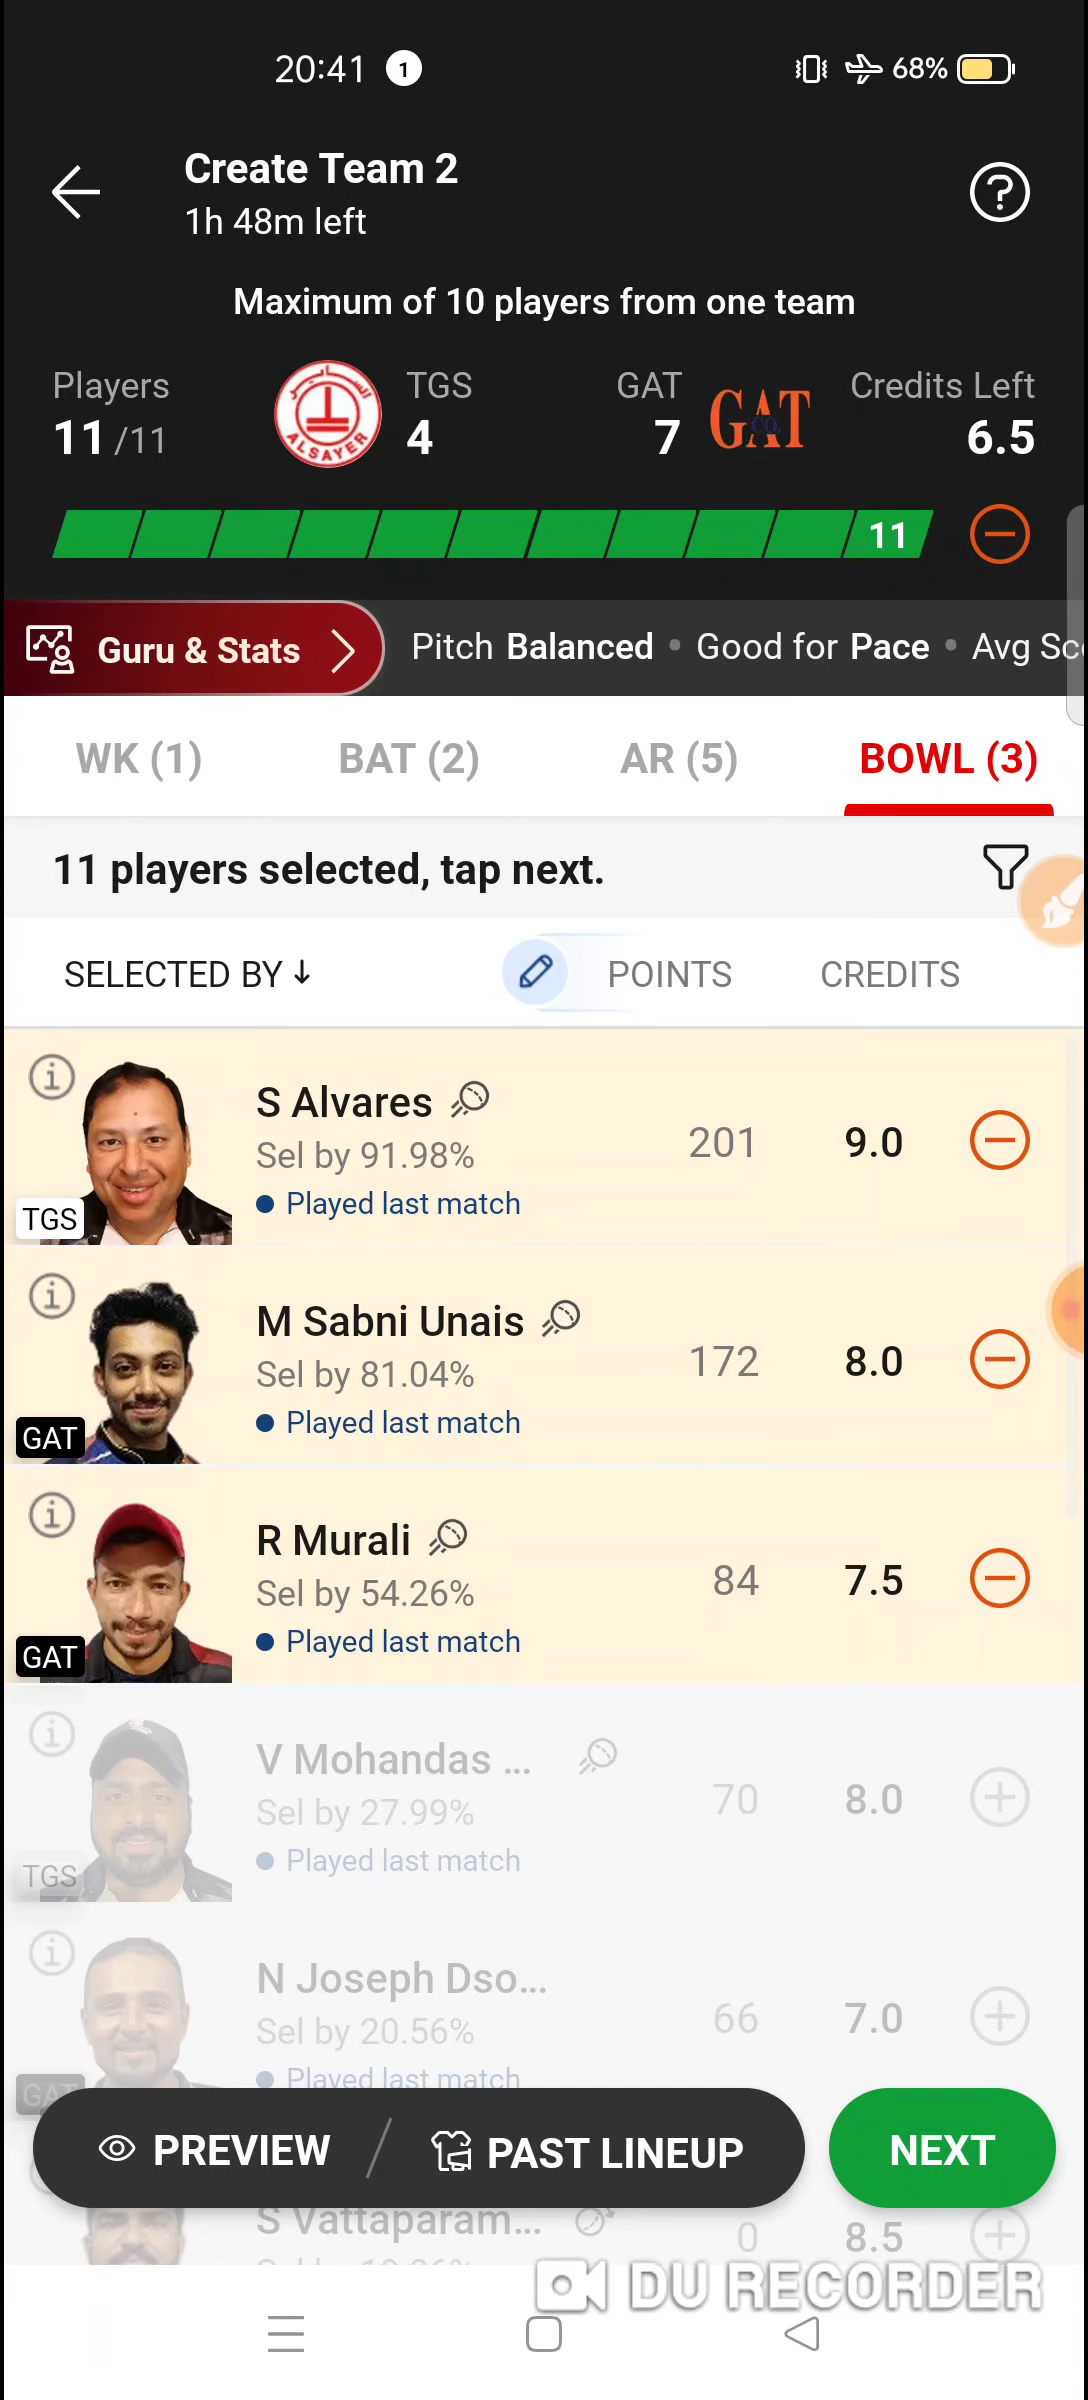 20:41 1 68%
Create Team 2
1h 48m left
Maximum of 10 players from one team
Players TGS GAT Credits Left
11/11 4 7 6.5
السـاير
ALSAYER
GAT
CO.
11
Guru & Stats Pitch Balanced • Good for Pace • Avg Sc
WK (1) BAT (2) AR (5) BOWL (3)
11 players selected, tap next.
SELECTED BY ↓ POINTS CREDITS
S Alvares
Sel by 91.98% 201 9.0
Played last match
TGS
M Sabni Unais
Sel by 81.04% 172 8.0
Played last match
GAT
R Murali
Sel by 54.26% 84 7.5
Played last match
GAT
V Mohandas ...
Sel by 27.99% 70 8.0
Played last match
TGS
N Joseph Dso...
Sel by 20.56% 66 7.0
Played last match
GAT
PREVIEW PAST LINEUP NEXT
S Vattaparam...
0 8.5
DU RECORDER